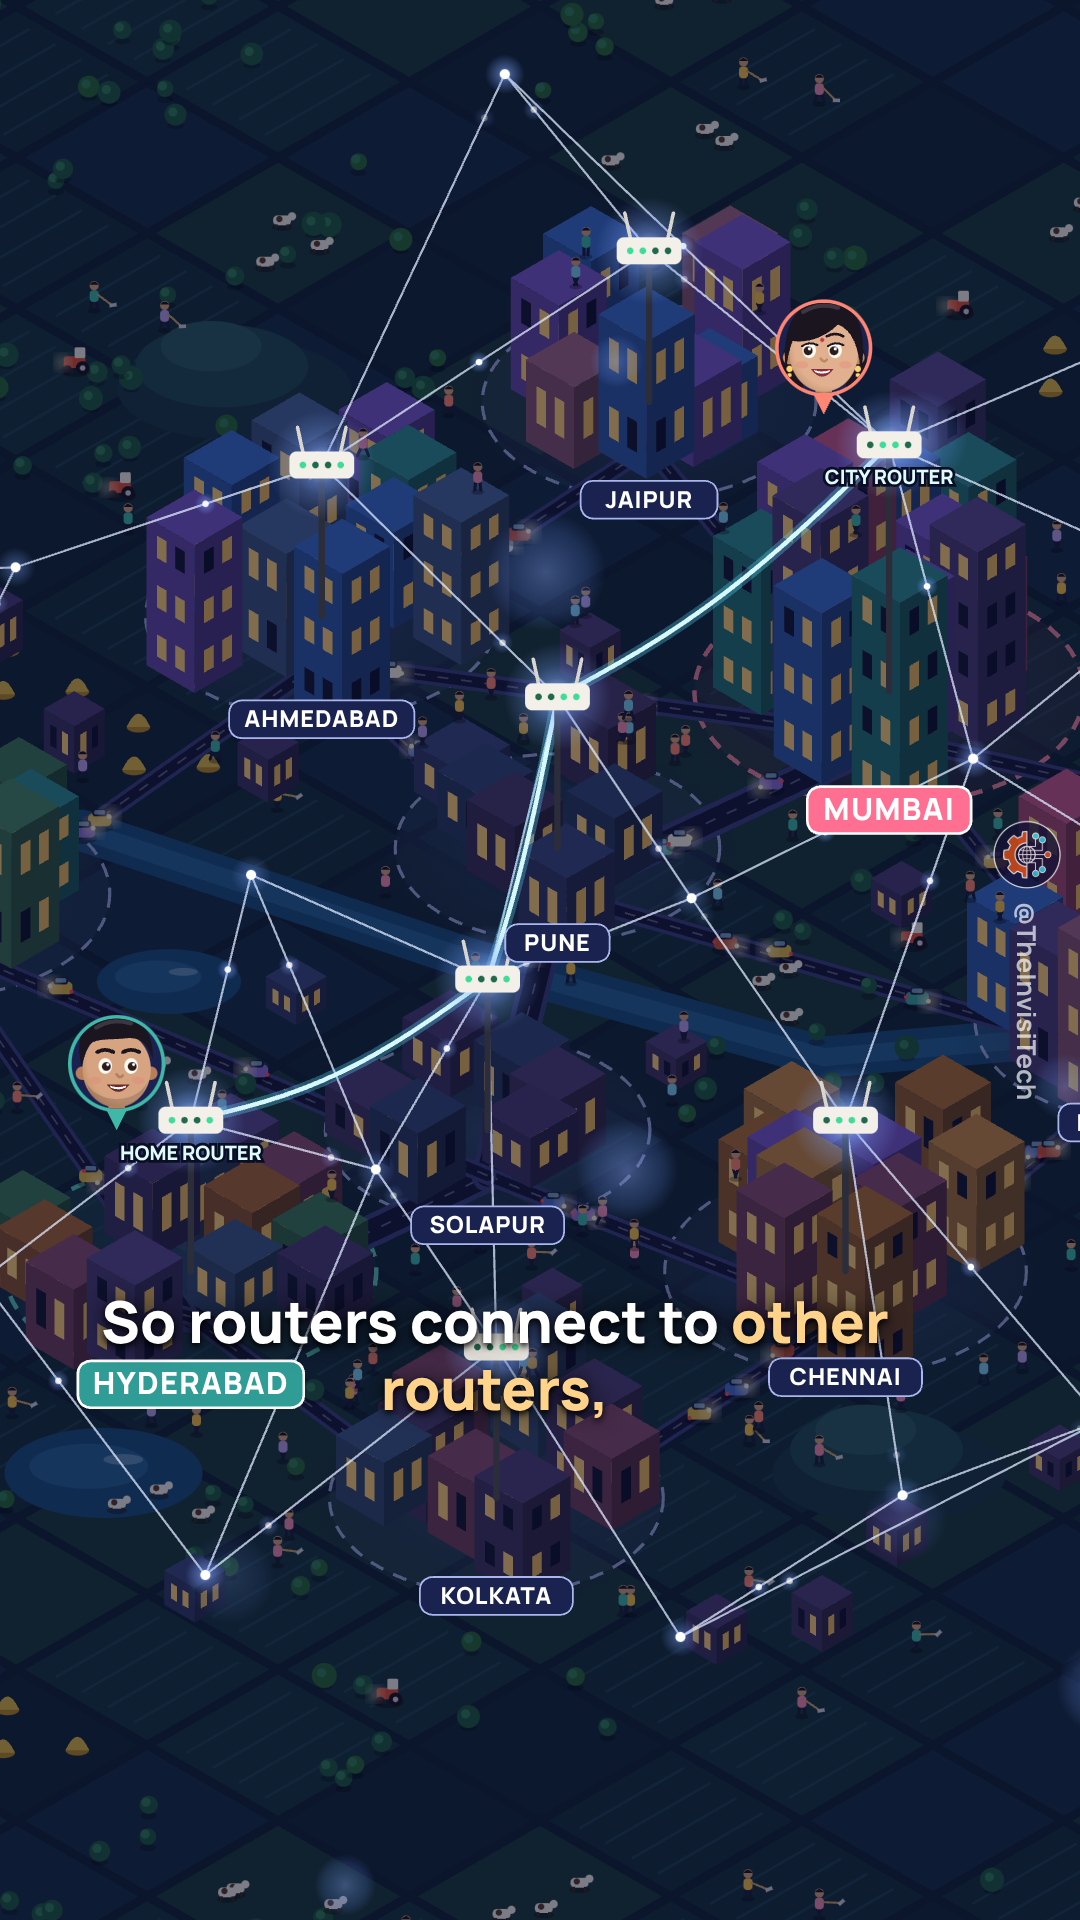 JAIPUR
CITY ROUTER
AHMEDABAD
MUMBAI
@TheInvisiTech
PUNE
HOME ROUTER
SOLAPUR
So routers connect to other
routers,
HYDERABAD
CHENNAI
KOLKATA